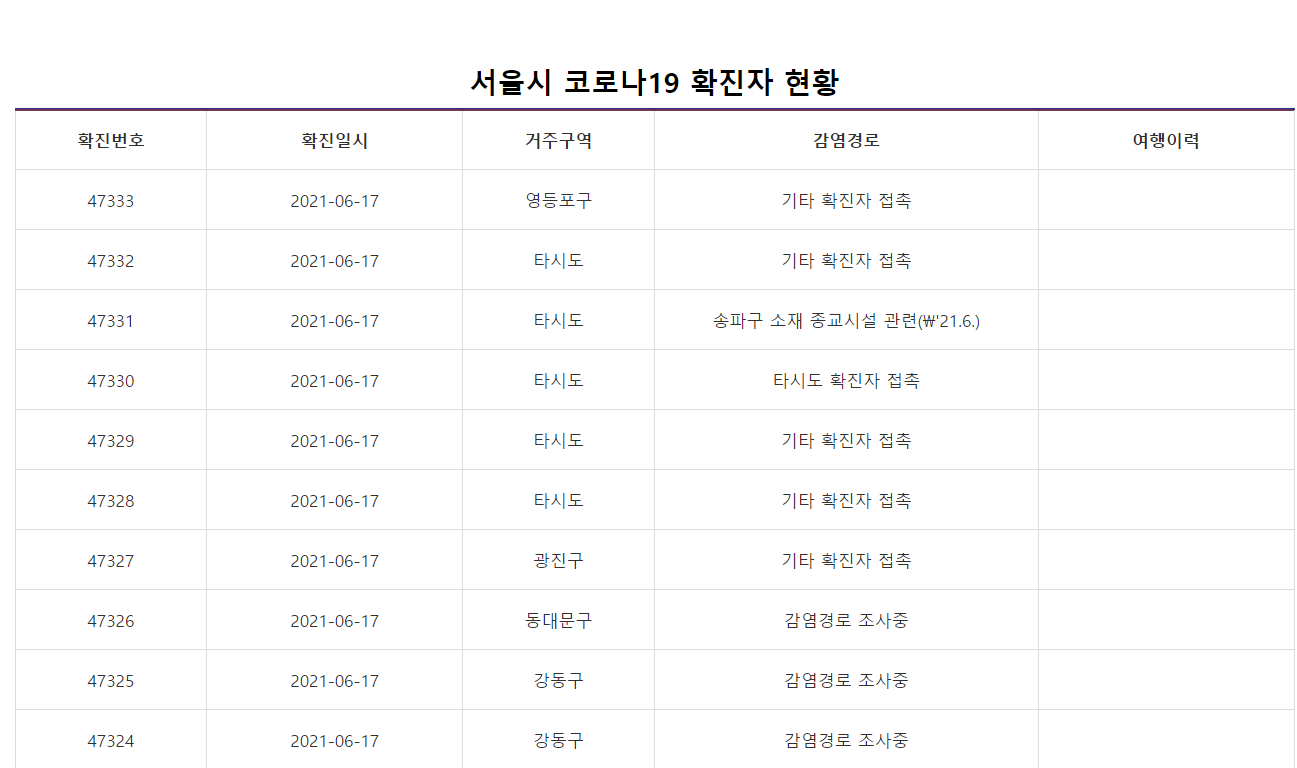 서울시 코로나19 확진자 현황
확진번호 확진일시 거주구역 감염경로 여행이력
47333 2021-06-17 영등포구 기타 확진자 접촉
47332 2021-06-17 타시도 기타 확진자 접촉
47331 2021-06-17 타시도 송파구 소재 종교시설 관련(₩'21.6.)
47330 2021-06-17 타시도 타시도 확진자 접촉
47329 2021-06-17 타시도 기타 확진자 접촉
47328 2021-06-17 타시도 기타 확진자 접촉
47327 2021-06-17 광진구 기타 확진자 접촉
47326 2021-06-17 동대문구 감염경로 조사중
47325 2021-06-17 강동구 감염경로 조사중
47324 2021-06-17 강동구 감염경로 조사중